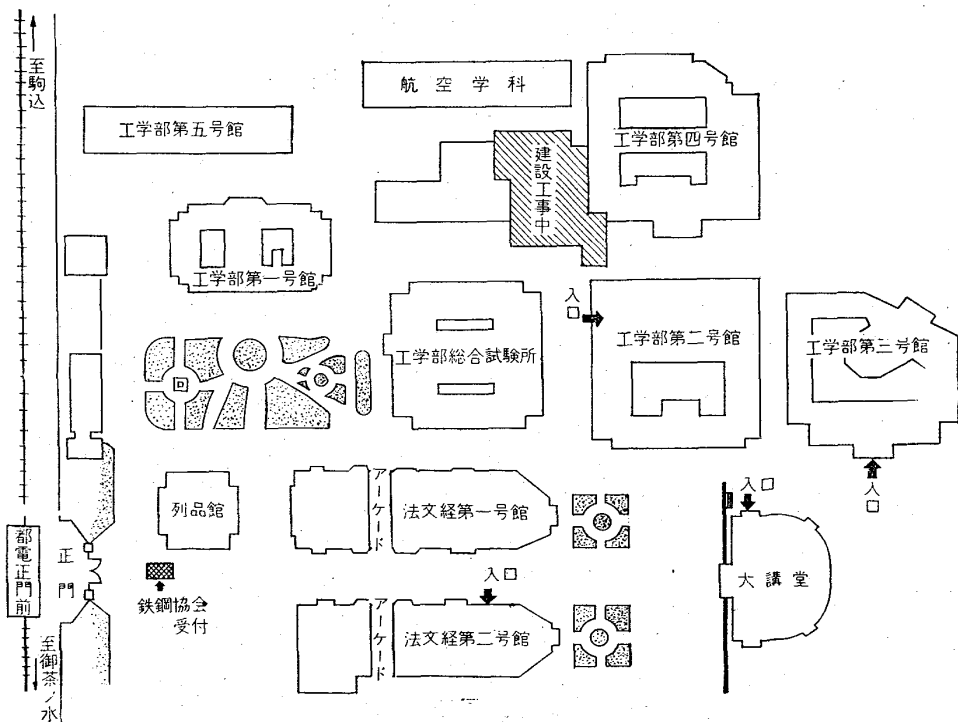 至駒込
航空学科
工学部第五号館
工学部第四号館
建設工事中
工学部第一号館
入口
工学部総合試験所
工学部第二号館
工学部第三号館
入口
列品館
アーケード
法文経第一号館
入口
大講堂
都電正門前
正門
鉄鋼協会
受付
入口
アーケード
法文経第二号館
至御茶ノ水